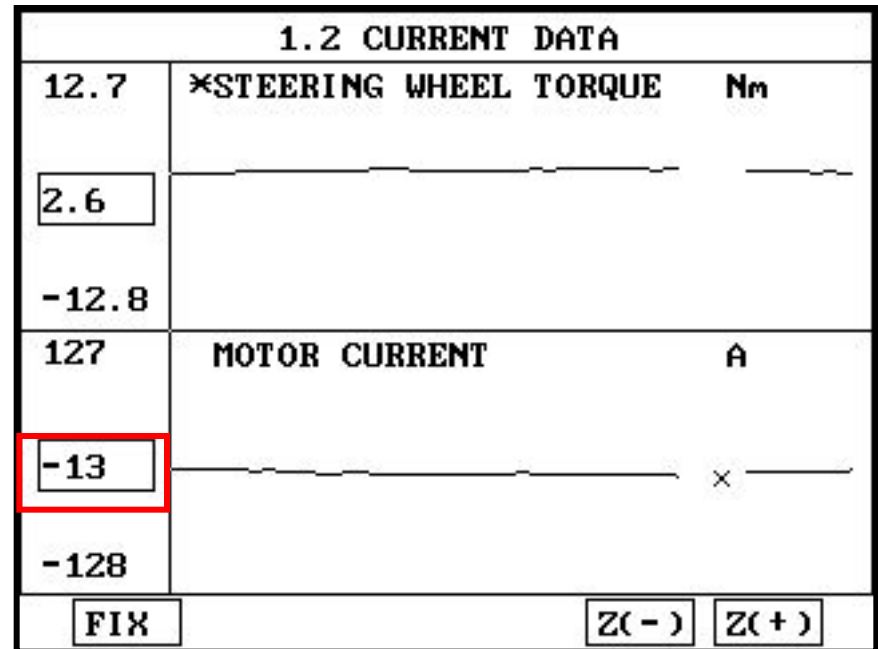 1.2 CURRENT DATA
12.7 *STEERING WHEEL TORQUE Nm
2.6
-12.8
127 MOTOR CURRENT A
-13
×
-128
FIX Z(-) Z(+)